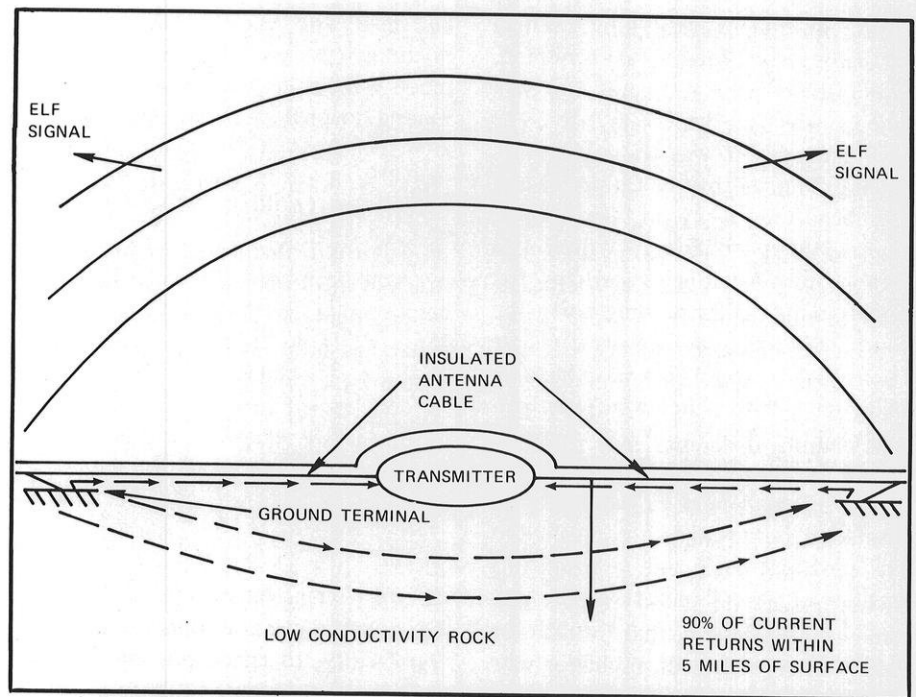 ELF
SIGNAL
ELF
SIGNAL
INSULATED
ANTENNA
CABLE
TRANSMITTER
GROUND TERMINAL
LOW CONDUCTIVITY ROCK
90% OF CURRENT
RETURNS WITHIN
5 MILES OF SURFACE